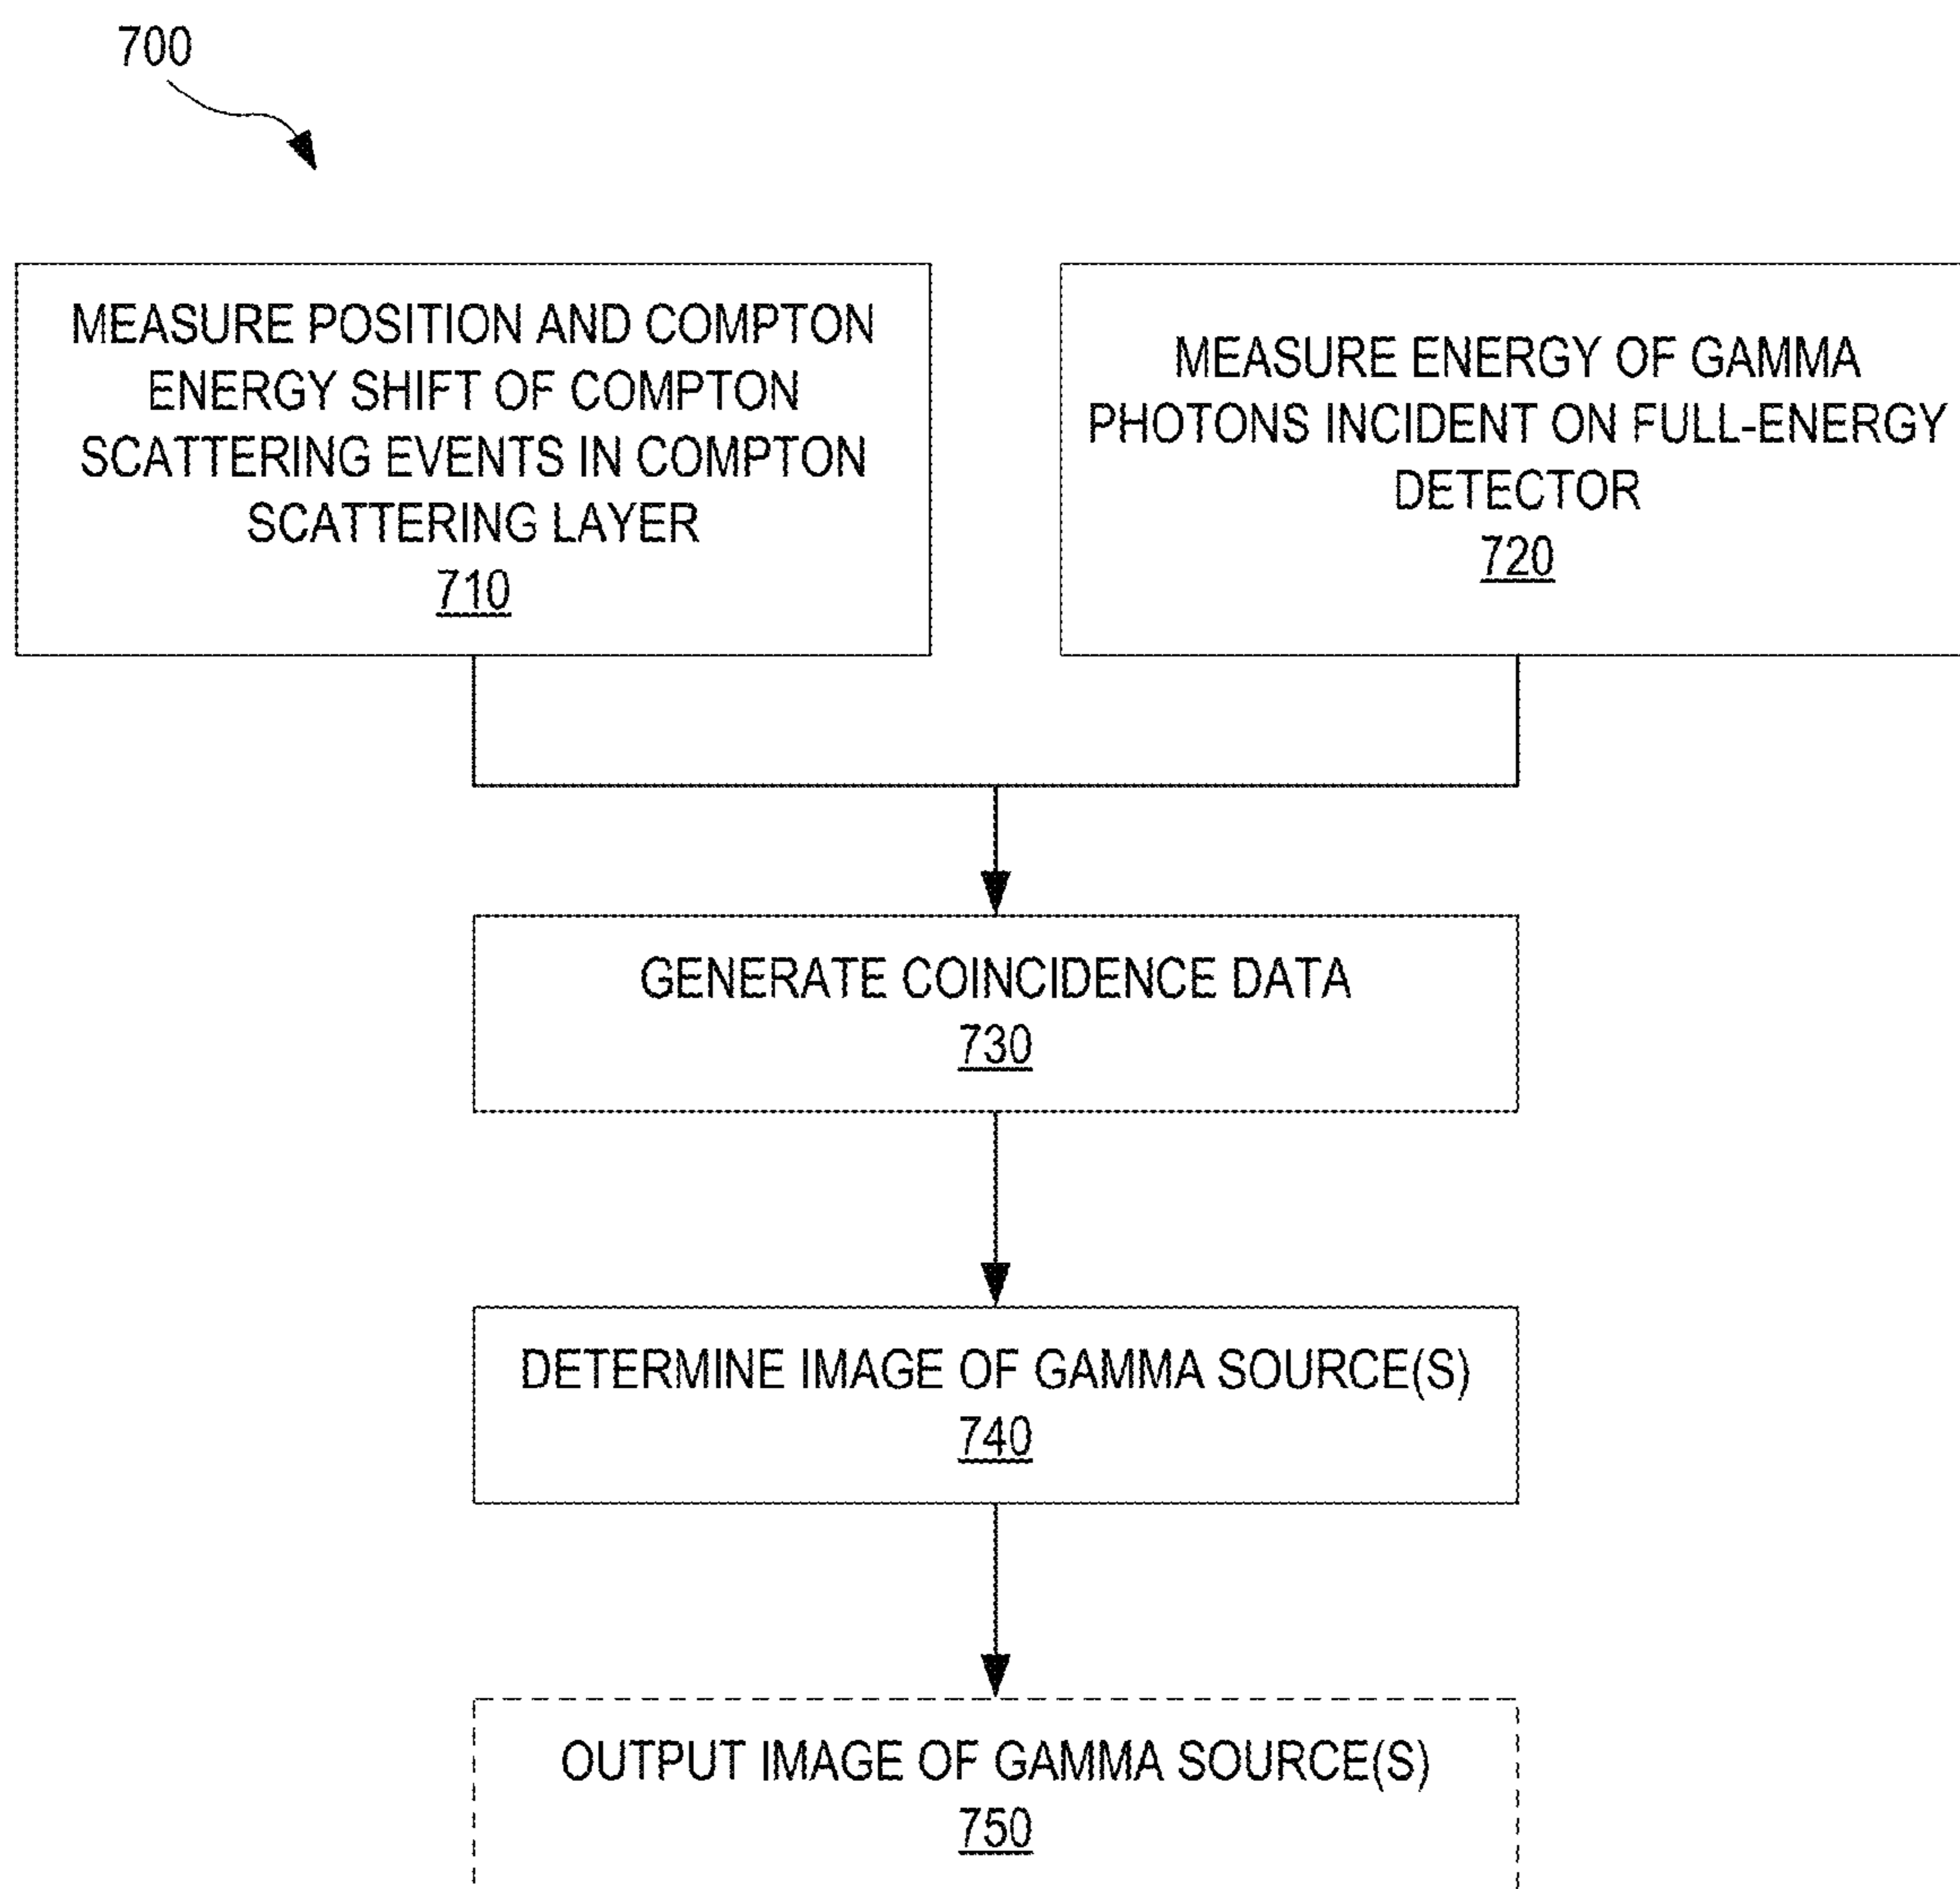 700
MEASURE POSITION AND COMPTON
ENERGY SHIFT OF COMPTON
SCATTERING EVENTS IN COMPTON
SCATTERING LAYER
710
MEASURE ENERGY OF GAMMA
PHOTONS INCIDENT ON FULL-ENERGY
DETECTOR
720
GENERATE COINCIDENCE DATA
730
DETERMINE IMAGE OF GAMMA SOURCE(S)
740
OUTPUT IMAGE OF GAMMA SOURCE(S)
750